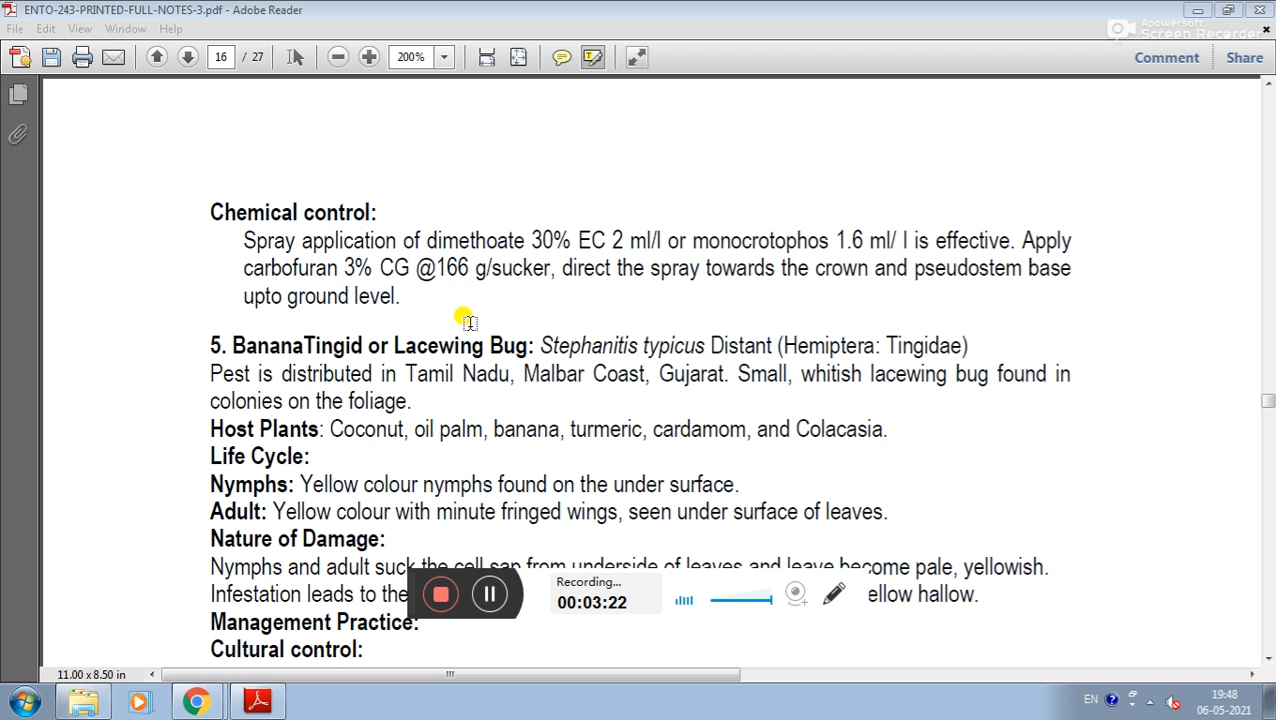 ENTO-243-PRINTED-FULL-NOTES-3.pdf - Adobe Reader
File Edit View Window Help
Apowersoft
Screen Recorder
16 / 27
200%
Comment Share
Chemical control:
Spray application of dimethoate 30% EC 2 ml/l or monocrotophos 1.6 ml/ l is effective. Apply
carbofuran 3% CG @166 g/sucker, direct the spray towards the crown and pseudostem base
upto ground level.
5. BananaTingid or Lacewing Bug: Stephanitis typicus Distant (Hemiptera: Tingidae)
Pest is distributed in Tamil Nadu, Malbar Coast, Gujarat. Small, whitish lacewing bug found in
colonies on the foliage.
Host Plants: Coconut, oil palm, banana, turmeric, cardamom, and Colacasia.
Life Cycle:
Nymphs: Yellow colour nymphs found on the under surface.
Adult: Yellow colour with minute fringed wings, seen under surface of leaves.
Nature of Damage:
Nymphs and adult suck the cell sap from underside of leaves and leave become pale, yellowish.
Infestation leads to the ellow hallow.
Recording...
00:03:22
Management Practice:
Cultural control:
11.00 x 8.50 in
EN
19:48
06-05-2021